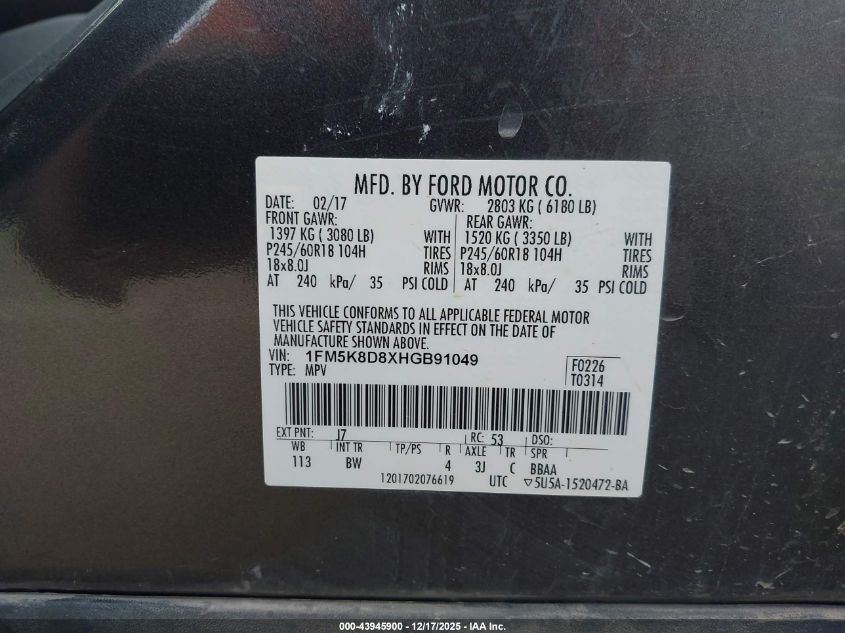 MFD. BY FORD MOTOR CO.
DATE: 02/17 GVWR: 2803 KG ( 6180 LB)
FRONT GAWR: REAR GAWR:
1397 KG ( 3080 LB) WITH 1520 KG ( 3350 LB) WITH
P245/60R18 104H TIRES P245/60R18 104H TIRES
18x8.0J RIMS 18x8.0J RIMS
AT 240 kPa/ 35 PSI COLD AT 240 kPa/ 35 PSI COLD
THIS VEHICLE CONFORMS TO ALL APPLICABLE FEDERAL MOTOR
VEHICLE SAFETY STANDARDS IN EFFECT ON THE DATE OF
MANUFACTURE SHOWN ABOVE.
VIN: 1FM5K8D8XHGB91049 F0226
TYPE: MPV T0314
EXT PNT: J7 RC: 53 DSO:
WB INT TR TP/PS R AXLE TR SPR
113 BW 4 3J C BBAA
1201702076619 UTC ▽5U5A-1520472-BA
000-43945900 / 12/17/2025 / IAA Inc.